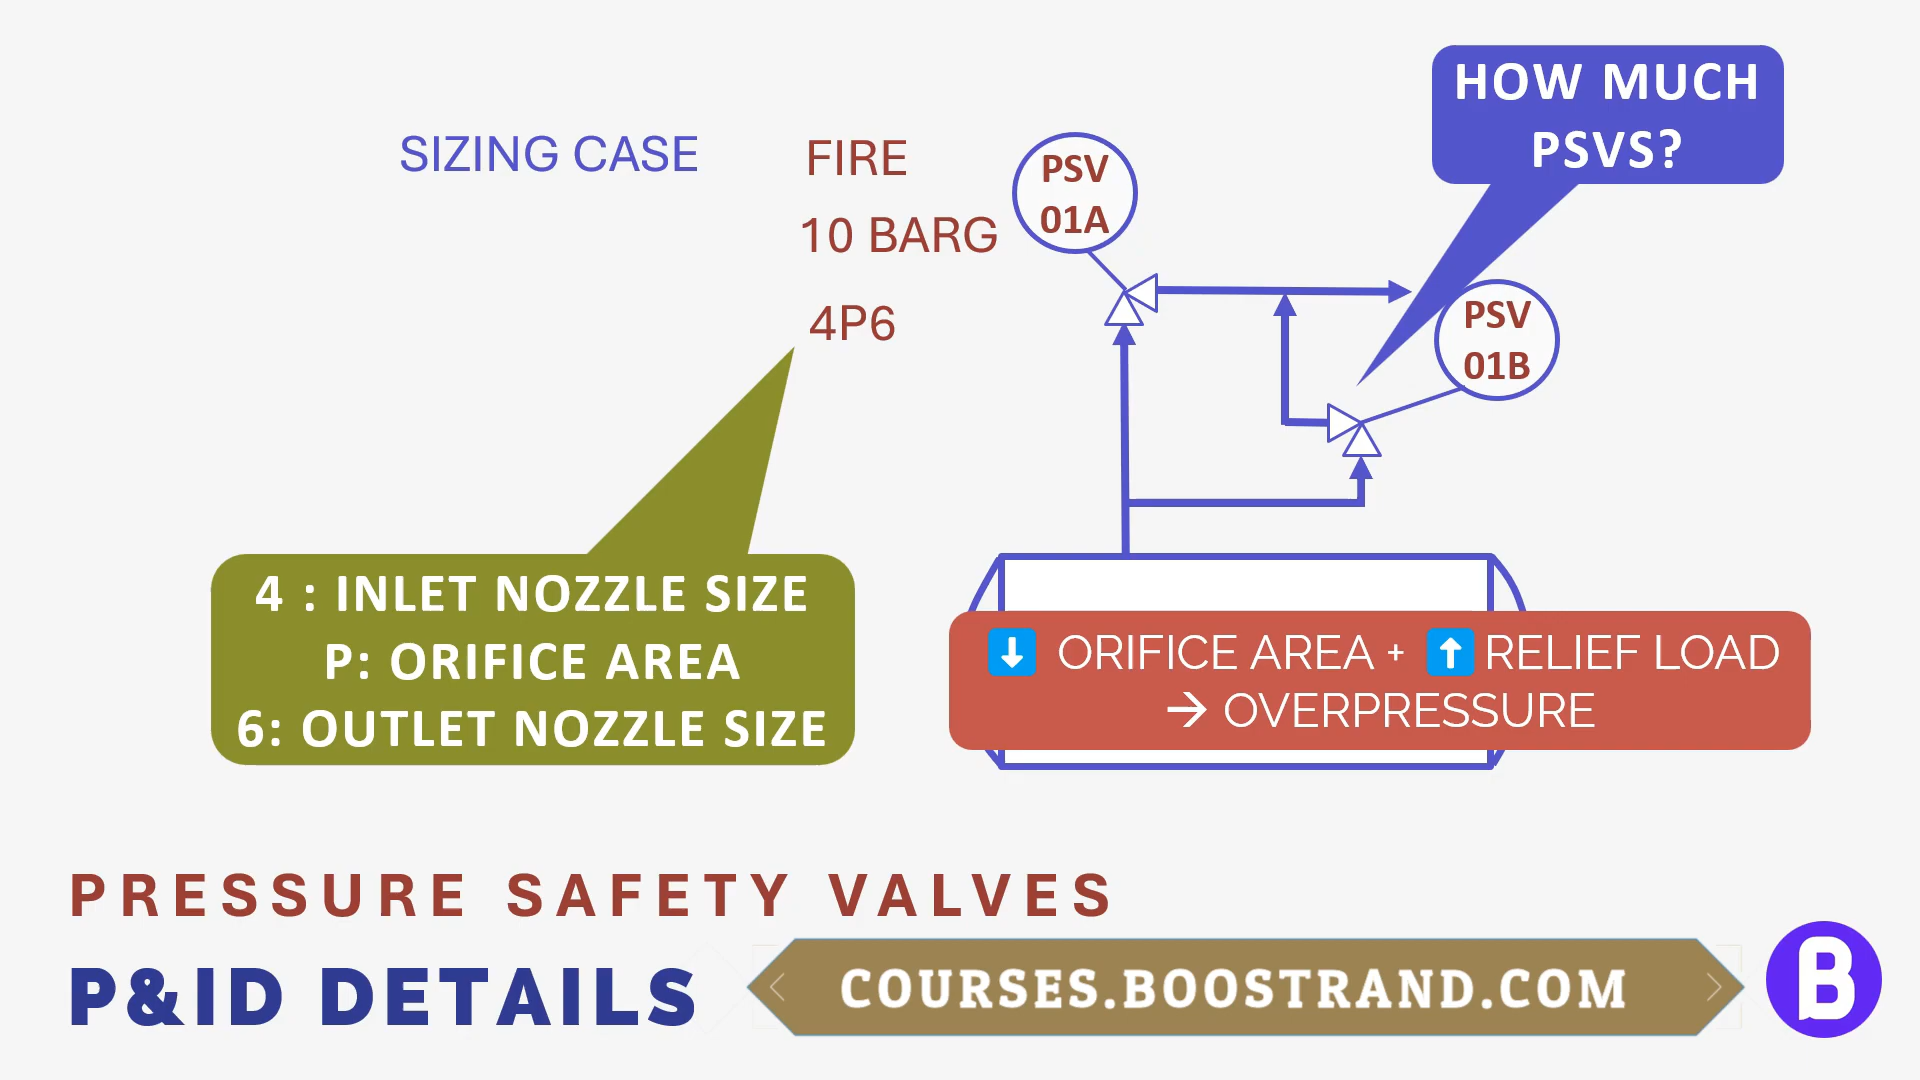 HOW MUCH
PSVS?
SIZING CASE
FIRE
10 BARG
4P6
PSV
01A
PSV
01B
4 : INLET NOZZLE SIZE
P: ORIFICE AREA
6: OUTLET NOZZLE SIZE
⬇ ORIFICE AREA + ⬆ RELIEF LOAD
→ OVERPRESSURE
PRESSURE SAFETY VALVES
P&ID DETAILS
COURSES.BOOSTRAND.COM
B